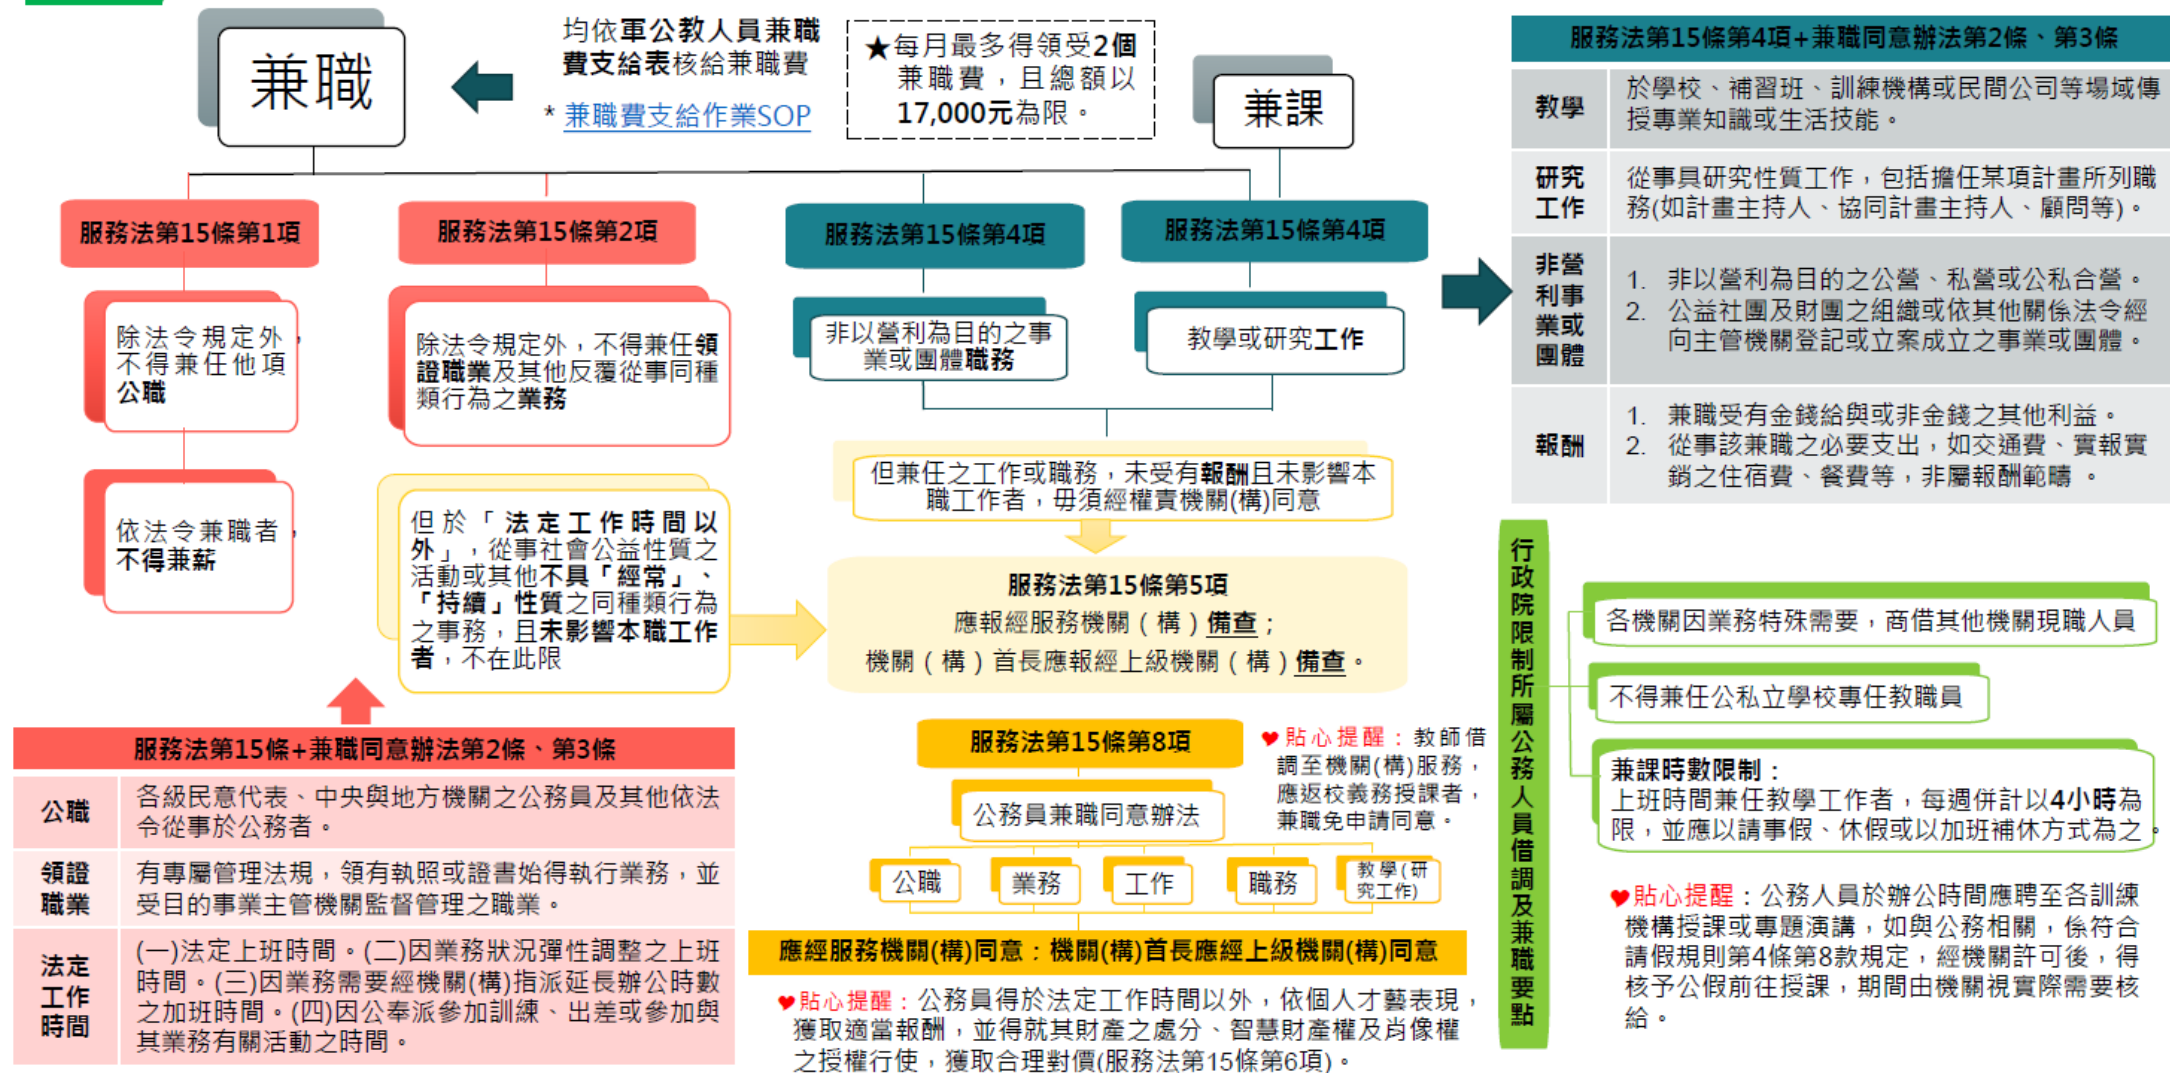 兼職
均依軍公教人員兼職
費支給表核給兼職費
* 兼職費支給作業SOP
★每月最多得領受2個
兼職費，且總額以
17,000元為限。
兼課
服務法第15條第1項
除法令規定外，
不得兼任他項
公職
依法令兼職者，
不得兼薪
服務法第15條第2項
除法令規定外，不得兼任領
證職業及其他反覆從事同種
類行為之業務
但於「法定工作時間以
外」，從事社會公益性質之
活動或其他不具「經常」、
「持續」性質之同種類行為
之事務，且未影響本職工作
者，不在此限
服務法第15條第4項
非以營利為目的之事
業或團體職務
服務法第15條第4項
教學或研究工作
但兼任之工作或職務，未受有報酬且未影響本
職工作者，毋須經權責機關(構)同意
服務法第15條第5項
應報經服務機關（構）備查；
機關（構）首長應報經上級機關（構）備查。
服務法第15條+兼職同意辦法第2條、第3條
公職
各級民意代表、中央與地方機關之公務員及其他依法
令從事於公務者。
領證
職業
有專屬管理法規，領有執照或證書始得執行業務，並
受目的事業主管機關監督管理之職業。
法定
工作
時間
(一)法定上班時間。(二)因業務狀況彈性調整之上班
時間。(三)因業務需要經機關(構)指派延長辦公時數
之加班時間。(四)因公奉派參加訓練、出差或參加與
其業務有關活動之時間。
服務法第15條第8項
公務員兼職同意辦法
公職
業務
工作
職務
教學(研
究工作)
應經服務機關(構)同意：機關(構)首長應經上級機關(構)同意
♥貼心提醒：教師借
調至機關(構)服務，
應返校義務授課者，
兼職免申請同意。
♥貼心提醒：公務員得於法定工作時間以外，依個人才藝表現，
獲取適當報酬，並得就其財產之處分、智慧財產權及肖像權
之授權行使，獲取合理對價(服務法第15條第6項)。
服務法第15條第4項+兼職同意辦法第2條、第3條
教學
於學校、補習班、訓練機構或民間公司等場域傳
授專業知識或生活技能。
研究
工作
從事具研究性質工作，包括擔任某項計畫所列職
務(如計畫主持人、協同計畫主持人、顧問等)。
非營
利事
業或
團體
1. 非以營利為目的之公營、私營或公私合營。
2. 公益社團及財團之組織或依其他關係法令經
向主管機關登記或立案成立之事業或團體。
報酬
1. 兼職受有金錢給與或非金錢之其他利益。
2. 從事該兼職之必要支出，如交通費、實報實
銷之住宿費、餐費等，非屬報酬範疇 。
行政院限制所屬公務人員借調及兼職要點
各機關因業務特殊需要，商借其他機關現職人員
不得兼任公私立學校專任教職員
兼課時數限制：
上班時間兼任教學工作者，每週併計以4小時為
限，並應以請事假、休假或以加班補休方式為之。
♥貼心提醒：公務人員於辦公時間應聘至各訓練
機構授課或專題演講，如與公務相關，係符合
請假規則第4條第8款規定，經機關許可後，得
核予公假前往授課，期間由機關視實際需要核
給。